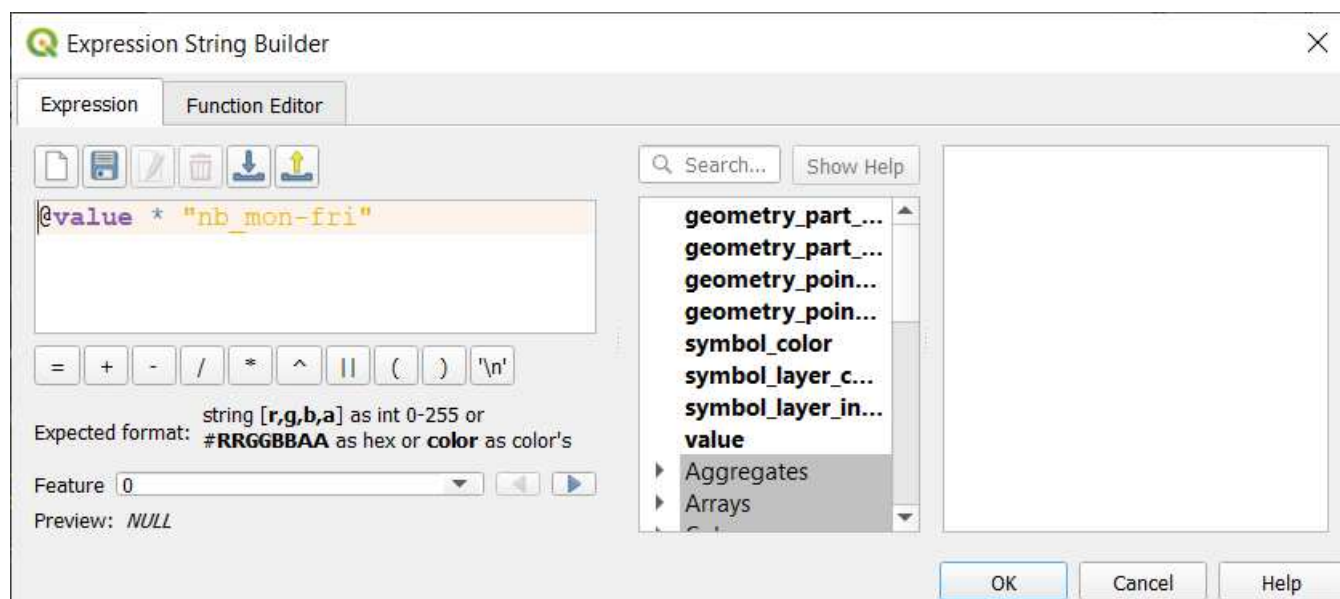 Expression String Builder
Expression Function Editor
Search... Show Help
@value * "nb_mon-fri"
= + - / * ^ || ( ) '\n'
Expected format: string [r,g,b,a] as int 0-255 or
#RRGGBBAA as hex or color as color's
Feature 0
Preview: NULL
geometry_part_...
geometry_part_...
geometry_poin...
geometry_poin...
symbol_color
symbol_layer_c...
symbol_layer_in...
value
Aggregates
Arrays
OK Cancel Help